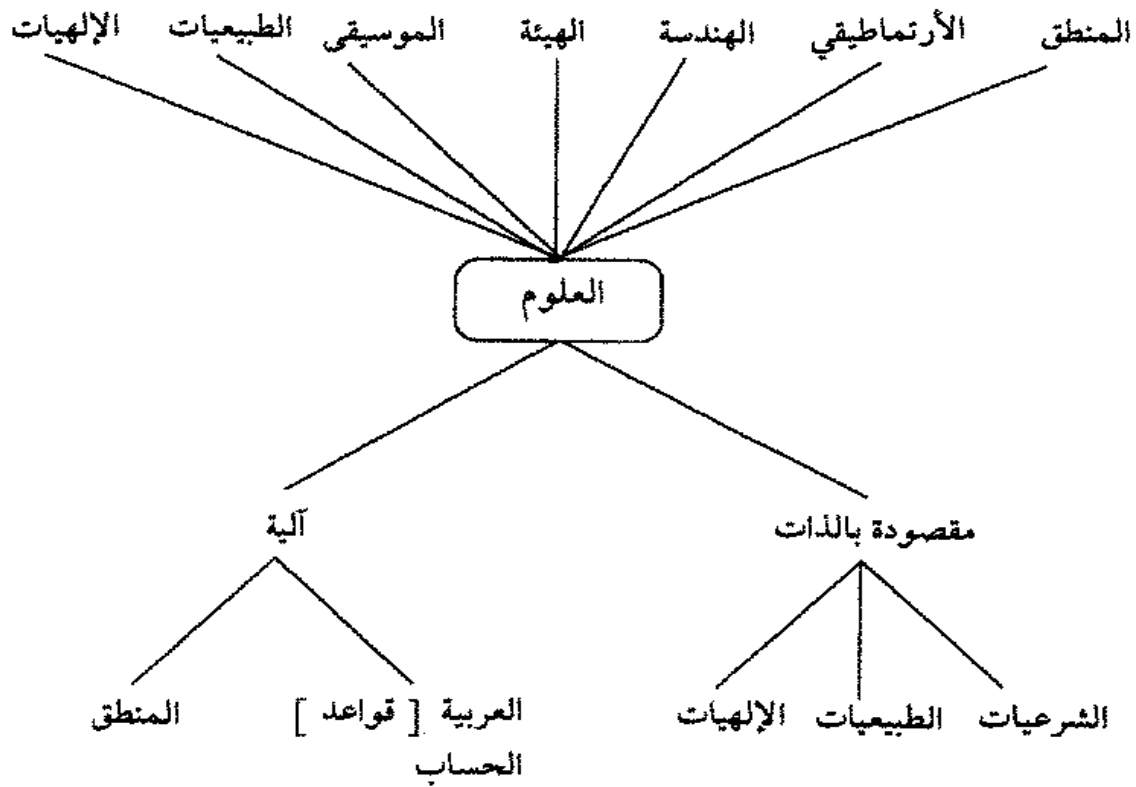 المنطق الأرتماطيقي الهندسة الهيئة الموسيقى الطبيعيات الإلهيات
العلوم
مقصودة بالذات آلية
الشرعيات الطبيعيات الإلهيات العربية [ قواعد ] المنطق
الحساب